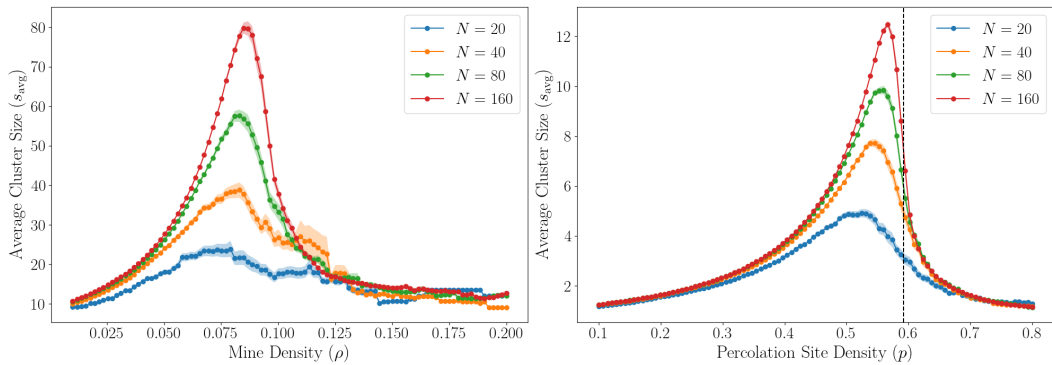 80
70
60
50
40
30
20
10
Average Cluster Size (s_avg)
N = 20
N = 40
N = 80
N = 160
0.025 0.050 0.075 0.100 0.125 0.150 0.175 0.200
Mine Density (ρ)
12
10
8
6
4
2
Average Cluster Size (s_avg)
N = 20
N = 40
N = 80
N = 160
0.1 0.2 0.3 0.4 0.5 0.6 0.7 0.8
Percolation Site Density (p)